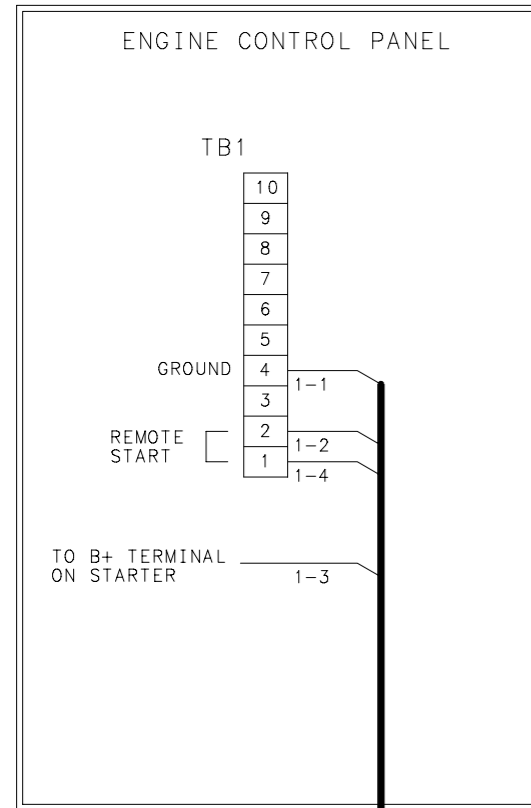 ENGINE CONTROL PANEL
TB1
10
9
8
7
6
5
GROUND 4
1-1
3
REMOTE
START
2
1-2
1
1-4
TO B+ TERMINAL
ON STARTER
1-3